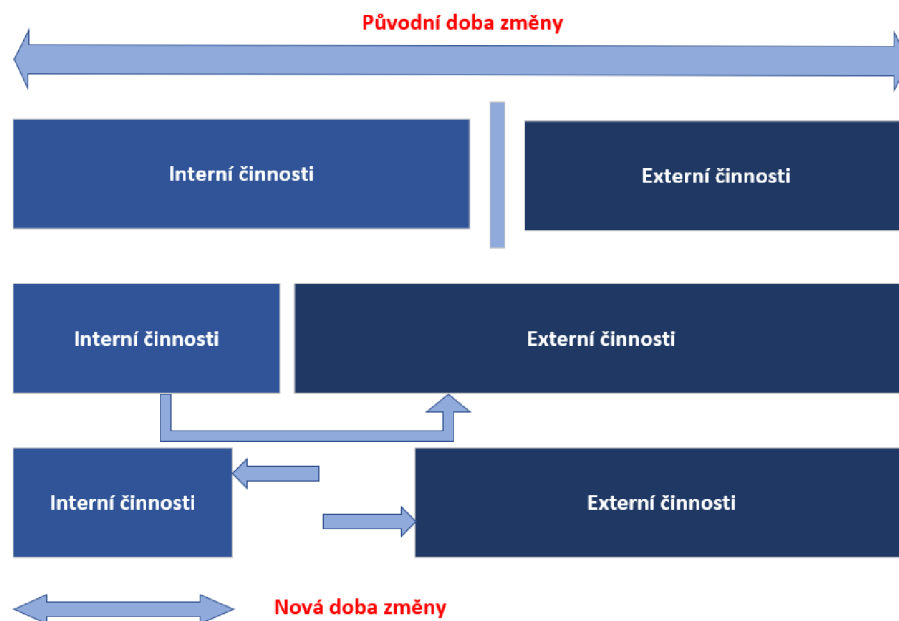 Původní doba změny
Interní činnosti
Externí činnosti
Interní činnosti
Externí činnosti
Interní činnosti
Externí činnosti
Nová doba změny